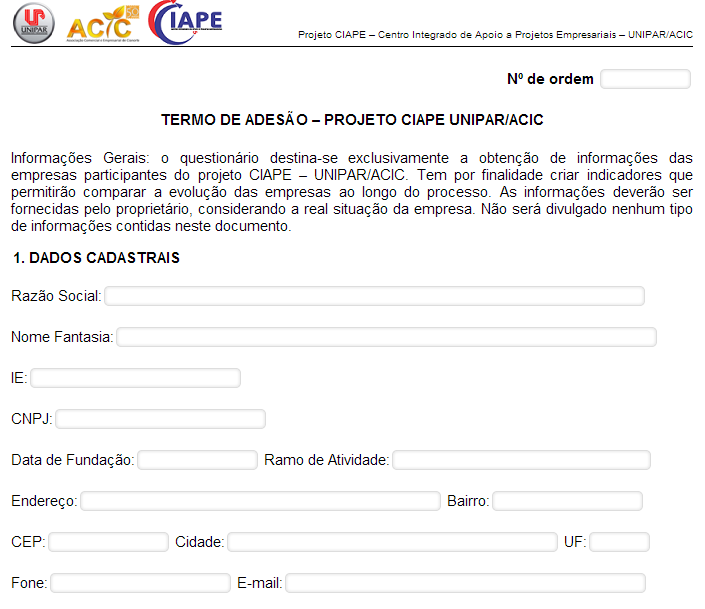 UNIPAR ACIC CIAPE
Projeto CIAPE – Centro Integrado de Apoio a Projetos Empresariais – UNIPAR/ACIC
Nº de ordem
TERMO DE ADESÃO – PROJETO CIAPE UNIPAR/ACIC
Informações Gerais: o questionário destina-se exclusivamente a obtenção de informações das
empresas participantes do projeto CIAPE – UNIPAR/ACIC. Tem por finalidade criar indicadores que
permitirão comparar a evolução das empresas ao longo do processo. As informações deverão ser
fornecidas pelo proprietário, considerando a real situação da empresa. Não será divulgado nenhum tipo
de informações contidas neste documento.
1. DADOS CADASTRAIS
Razão Social:
Nome Fantasia:
IE:
CNPJ:
Data de Fundação: Ramo de Atividade:
Endereço: Bairro:
CEP: Cidade: UF:
Fone: E-mail: